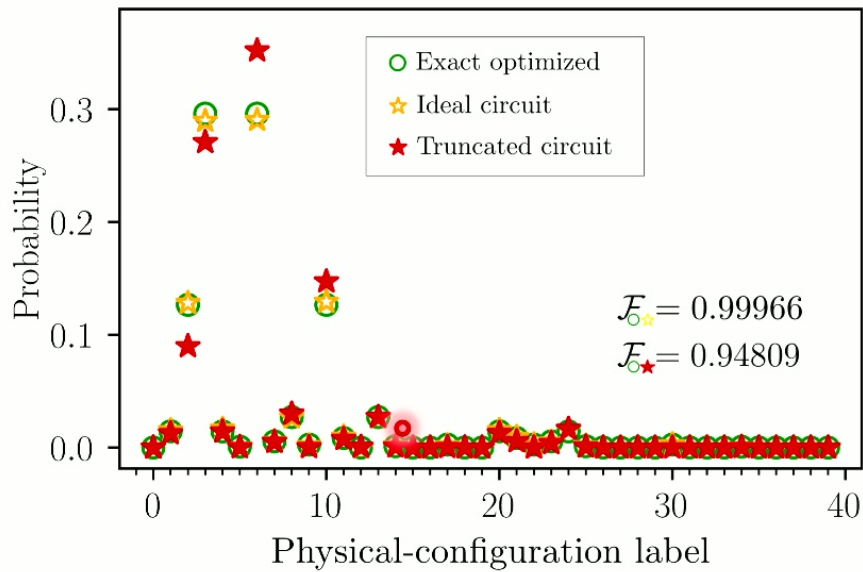 Exact optimized
Ideal circuit
Truncated circuit
0.3
0.2
0.1
0.0
Probability
ℱ○☆ = 0.99966
ℱ○★ = 0.94809
0 10 20 30 40
Physical-configuration label